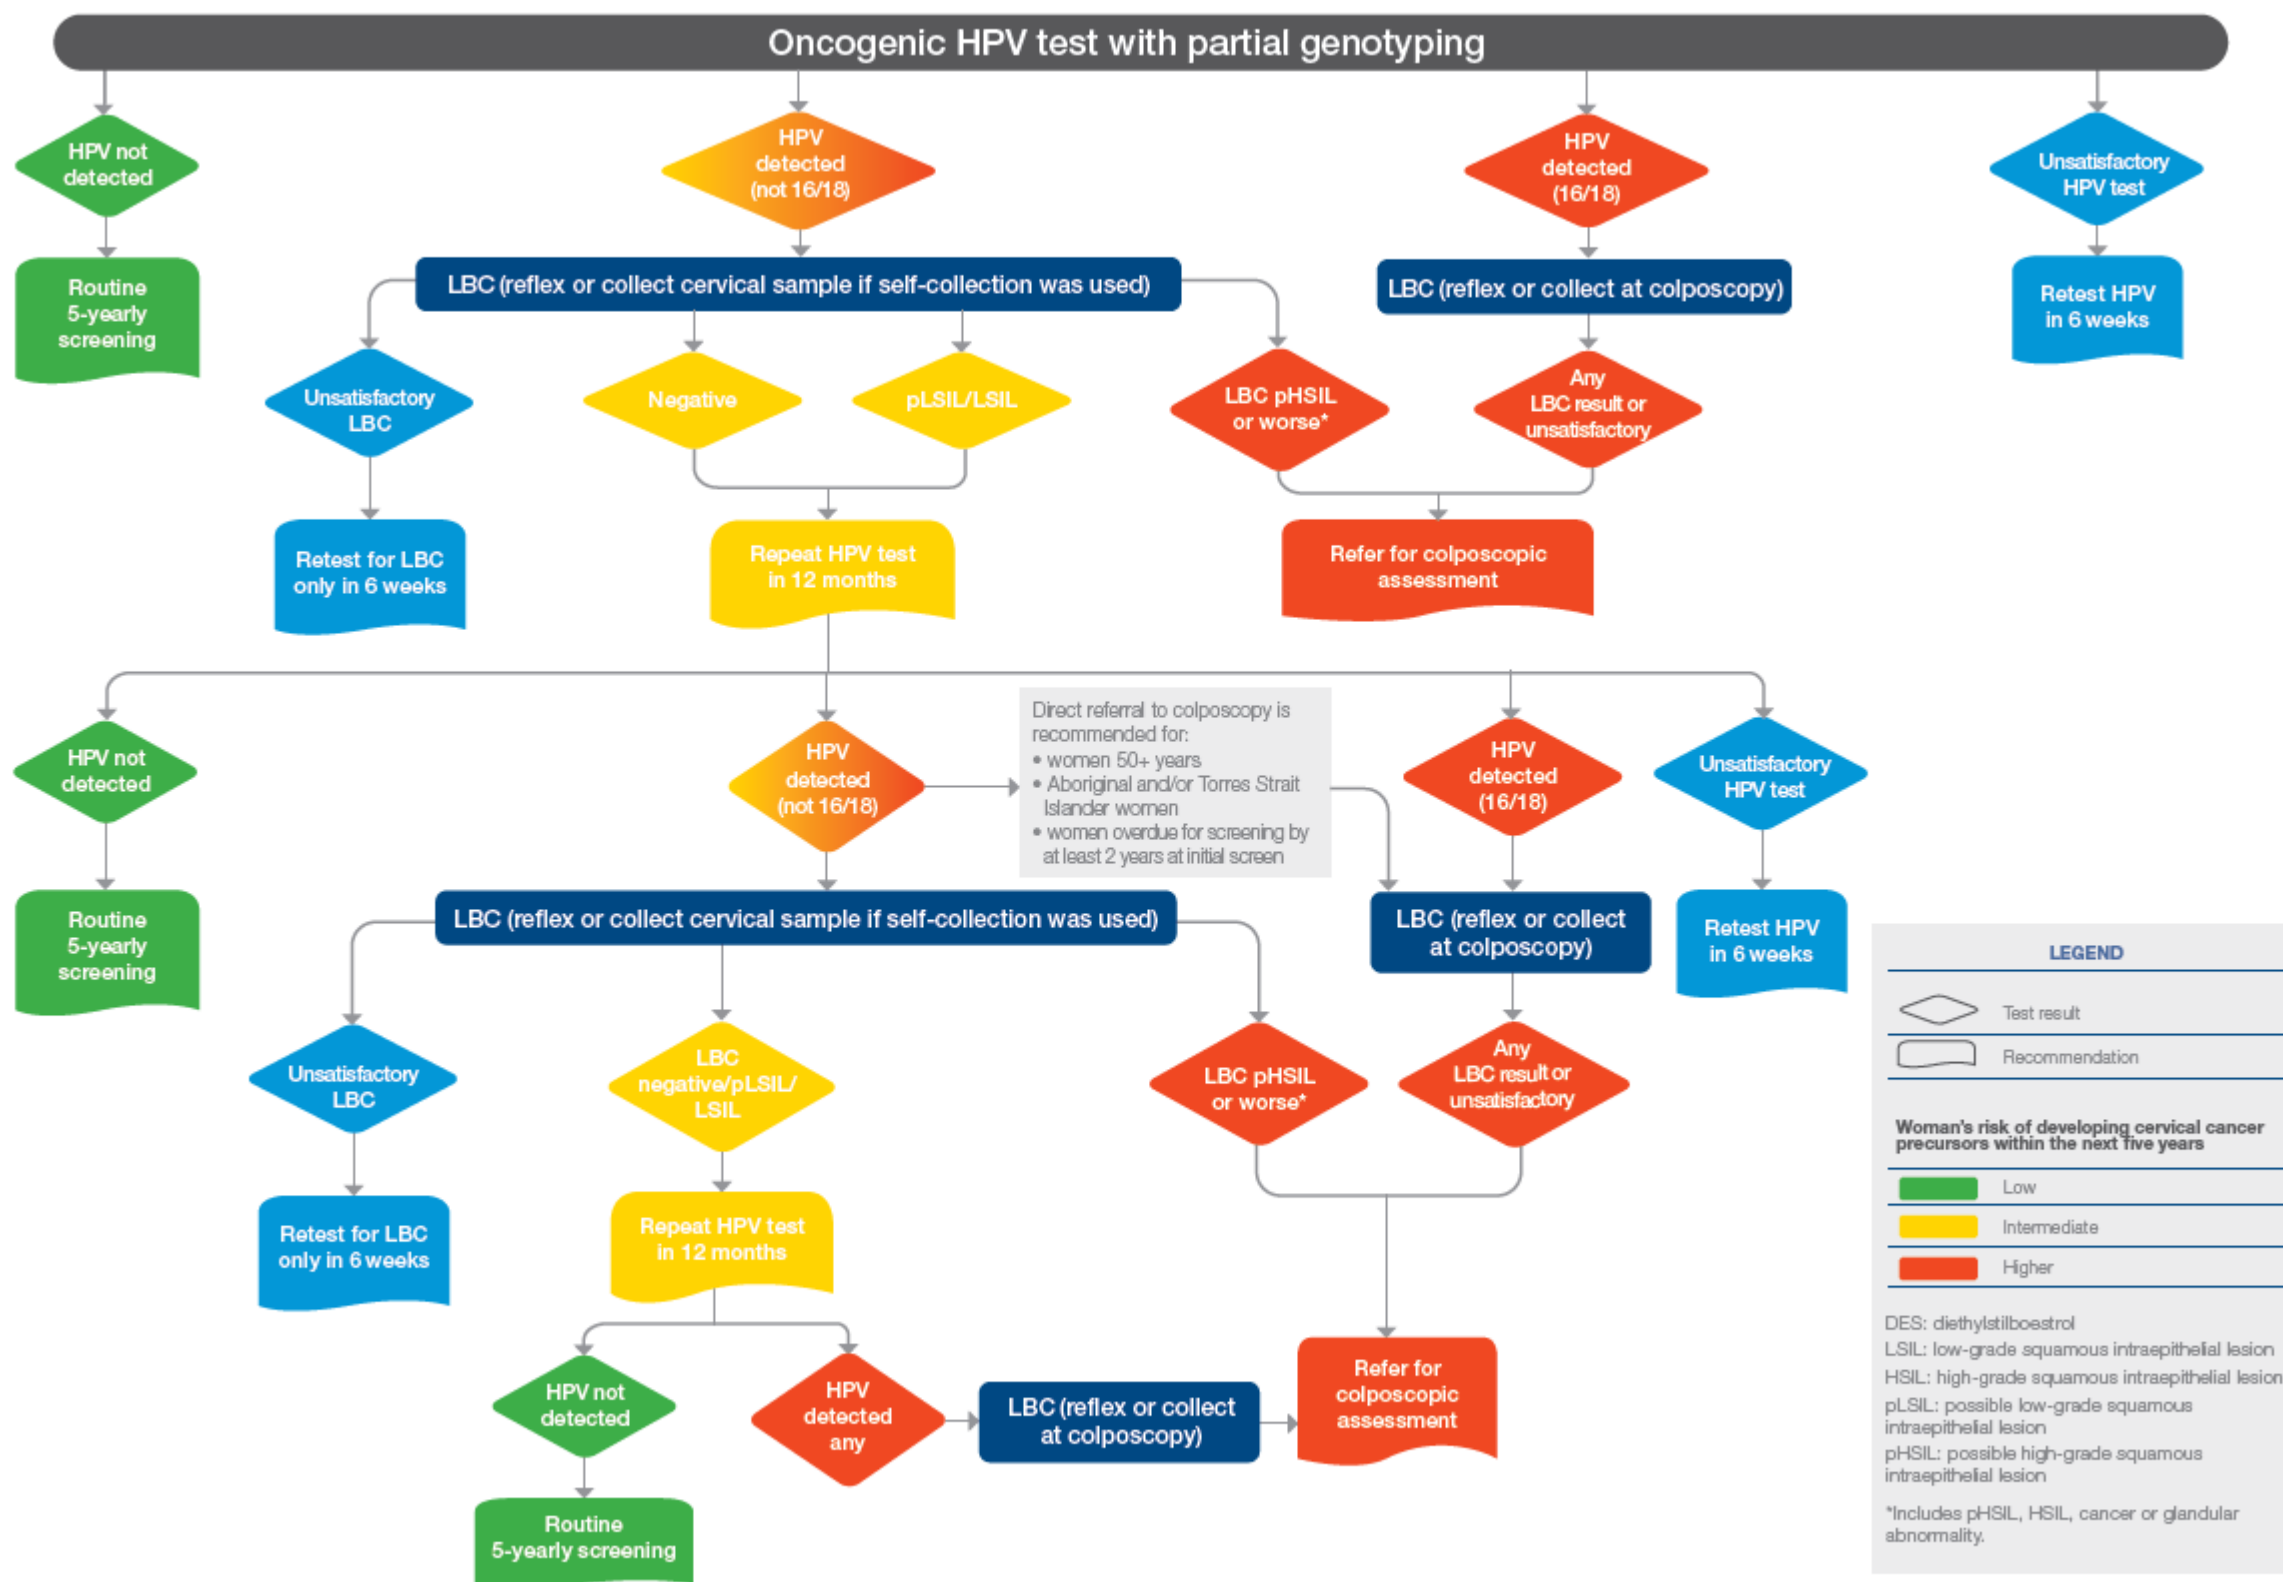 Oncogenic HPV test with partial genotyping
HPV not
detected
HPV
detected
(not 16/18)
HPV
detected
(16/18)
Unsatisfactory
HPV test
Routine
5-yearly
screening
LBC (reflex or collect cervical sample if self-collection was used)
LBC (reflex or collect at colposcopy)
Retest HPV
in 6 weeks
Unsatisfactory
LBC
Negative
pLSIL/LSIL
LBC pHSIL
or worse*
Any
LBC result or
unsatisfactory
Retest for LBC
only in 6 weeks
Repeat HPV test
in 12 months
Refer for colposcopic
assessment
HPV not
detected
HPV
detected
(not 16/18)
Direct referral to colposcopy is
recommended for:
• women 50+ years
• Aboriginal and/or Torres Strait
Islander women
• women overdue for screening by
at least 2 years at initial screen
HPV
detected
(16/18)
Unsatisfactory
HPV test
Routine
5-yearly
screening
LBC (reflex or collect cervical sample if self-collection was used)
LBC (reflex or collect
at colposcopy)
Retest HPV
in 6 weeks
Unsatisfactory
LBC
LBC
negative/pLSIL/
LSIL
LBC pHSIL
or worse*
Any
LBC result or
unsatisfactory
Retest for LBC
only in 6 weeks
Repeat HPV test
in 12 months
HPV not
detected
HPV
detected
any
LBC (reflex or collect
at colposcopy)
Refer for
colposcopic
assessment
Routine
5-yearly screening
LEGEND
Test result
Recommendation
Woman's risk of developing cervical cancer
precursors within the next five years
Low
Intermediate
Higher
DES: diethylstilboestrol
LSIL: low-grade squamous intraepithelial lesion
HSIL: high-grade squamous intraepithelial lesion
pLSIL: possible low-grade squamous
intraepithelial lesion
pHSIL: possible high-grade squamous
intraepithelial lesion
*Includes pHSIL, HSIL, cancer or glandular
abnormality.